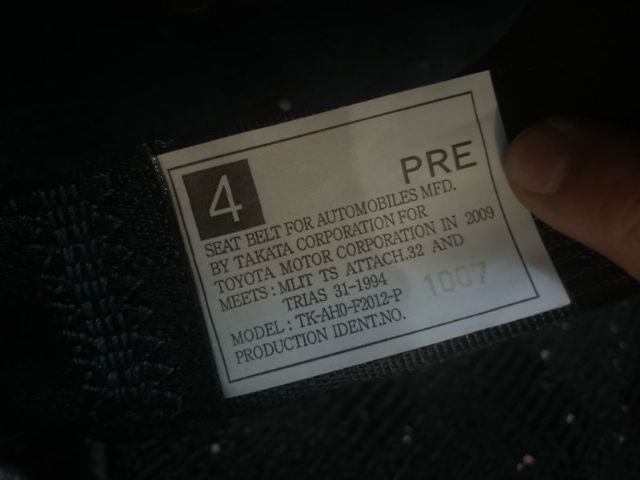 4 PRE
SEAT BELT FOR AUTOMOBILES MFD.
BY TAKATA CORPORATION FOR
TOYOTA MOTOR CORPORATION IN 2009
MEETS : MLIT TS ATTACH.32 AND
TRIAS 31-1994
MODEL : TK-AH0-F2012-P
PRODUCTION IDENT.NO. 1007